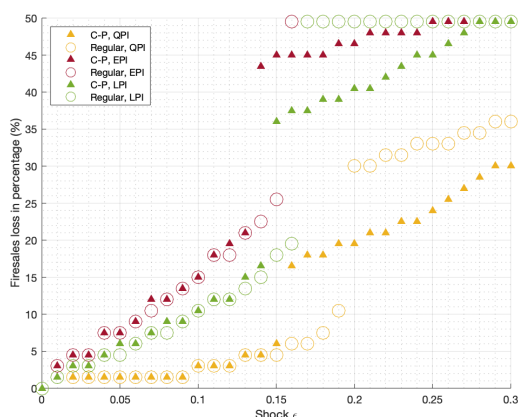 50
45
40
35
30
25
20
15
10
5
0
Firesales loss in percentage (%)
C-P, QPI
Regular, QPI
C-P, EPI
Regular, EPI
C-P, LPI
Regular, LPI
0
0.05
0.1
0.15
0.2
0.25
0.3
Shock ε